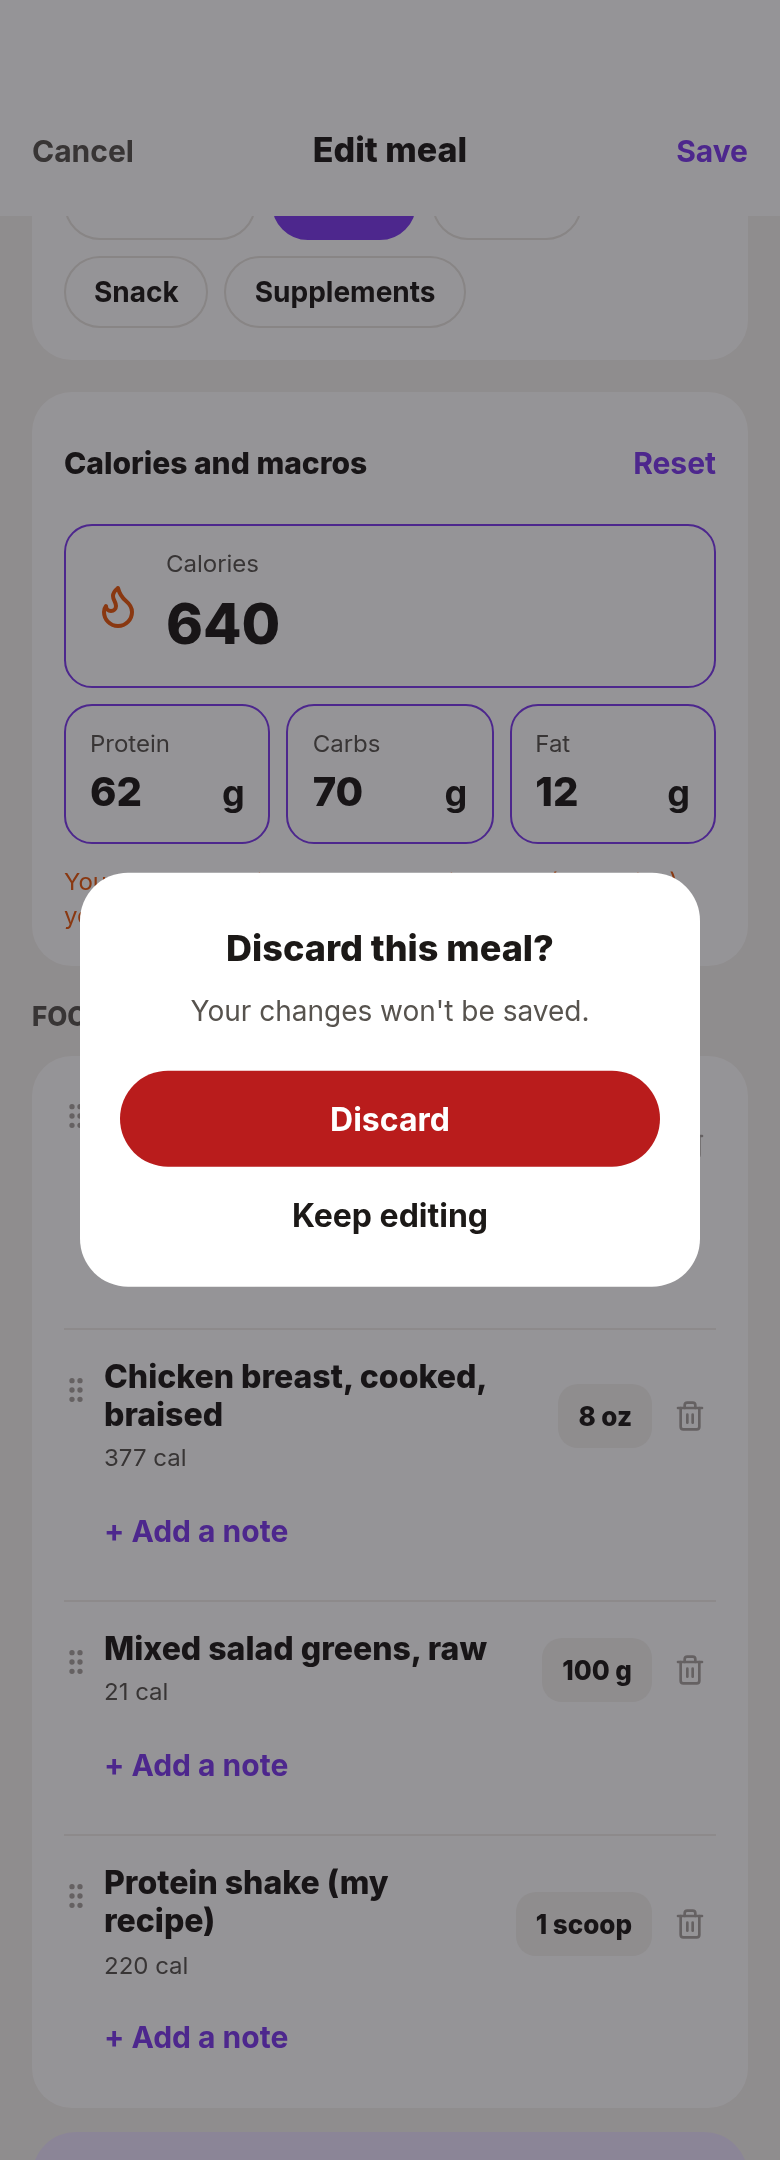 Cancel
Edit meal
Save
Snack
Supplements
Calories and macros
Reset
Calories
640
Protein
Carbs
Fat
62 g
70 g
12 g
Discard this meal?
Your changes won't be saved.
Discard
Keep editing
Chicken breast, cooked,
braised
8 oz
377 cal
+ Add a note
Mixed salad greens, raw
100 g
21 cal
+ Add a note
Protein shake (my
recipe)
1 scoop
220 cal
+ Add a note